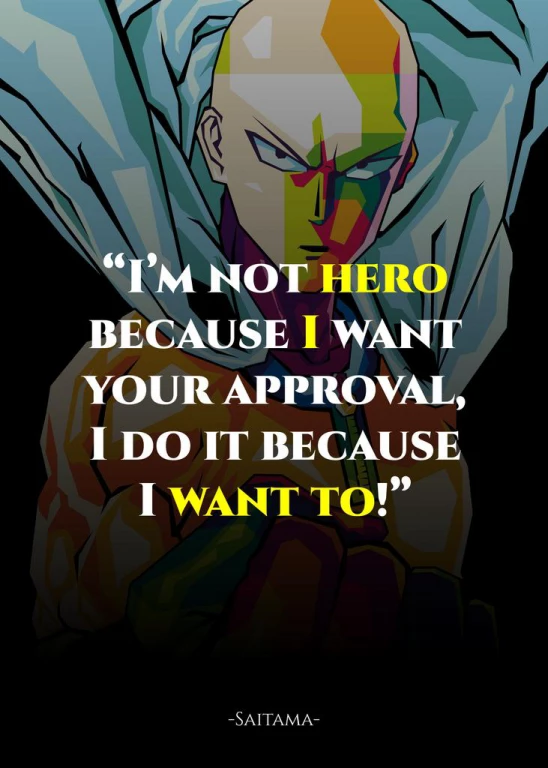 “I’M NOT HERO
BECAUSE I WANT
YOUR APPROVAL,
I DO IT BECAUSE
I WANT TO!”
-SAITAMA-